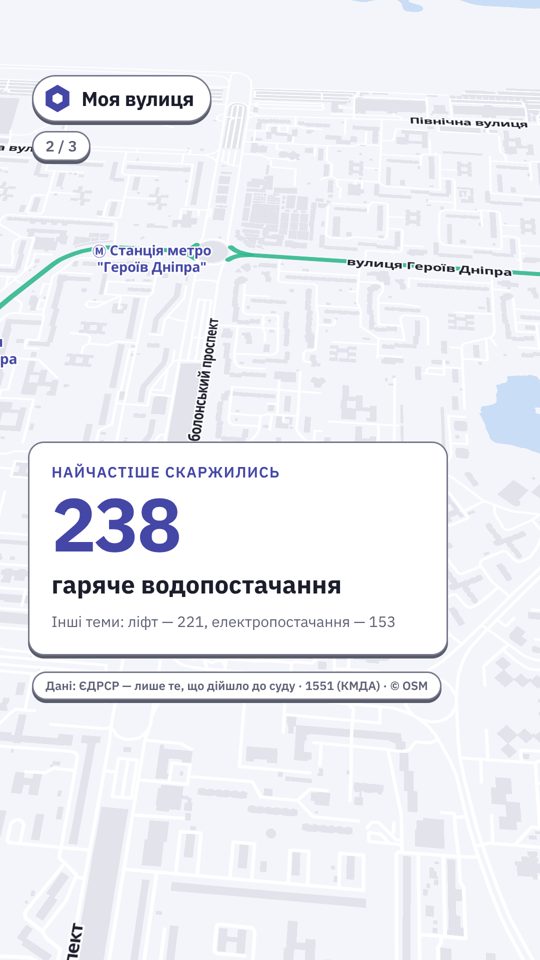 Моя вулиця
Північна вулиця
2 / 3
Станція метро
"Героїв Дніпра"
вулиця Героїв Дніпра
болонський проспект
НАЙЧАСТІШЕ СКАРЖИЛИСЬ
238
гаряче водопостачання
Інші теми: ліфт — 221, електропостачання — 153
Дані: ЄДРСР — лише те, що дійшло до суду · 1551 (КМДА) · © OSM